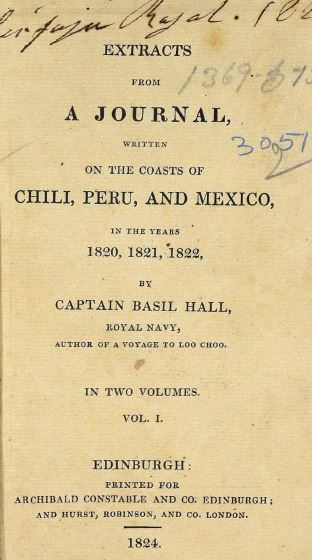 EXTRACTS
FROM
A JOURNAL,
WRITTEN
ON THE COASTS OF
CHILI, PERU, AND MEXICO,
IN THE YEARS
1820, 1821, 1822,
BY
CAPTAIN BASIL HALL,
ROYAL NAVY,
AUTHOR OF A VOYAGE TO LOO CHOO.
IN TWO VOLUMES.
VOL. I.
EDINBURGH:
PRINTED FOR
ARCHIBALD CONSTABLE AND CO. EDINBURGH;
AND HURST, ROBINSON, AND CO. LONDON.
1824.